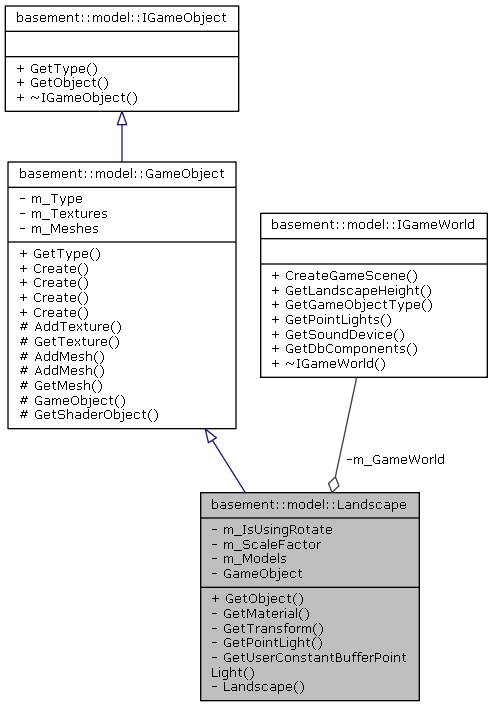 basement::model::IGameObject
+ GetType()
+ GetObject()
+ ~IGameObject()
basement::model::GameObject
- m_Type
- m_Textures
- m_Meshes
+ GetType()
+ Create()
+ Create()
+ Create()
+ Create()
# AddTexture()
# GetTexture()
# AddMesh()
# AddMesh()
# GetMesh()
# GameObject()
# GetShaderObject()
basement::model::IGameWorld
+ CreateGameScene()
+ GetLandscapeHeight()
+ GetGameObjectType()
+ GetPointLights()
+ GetSoundDevice()
+ GetDbComponents()
+ ~IGameWorld()
-m_GameWorld
basement::model::Landscape
- m_IsUsingRotate
- m_ScaleFactor
- m_Models
- GameObject
+ GetObject()
- GetMaterial()
- GetTransform()
- GetPointLight()
- GetUserConstantBufferPoint
Light()
- Landscape()